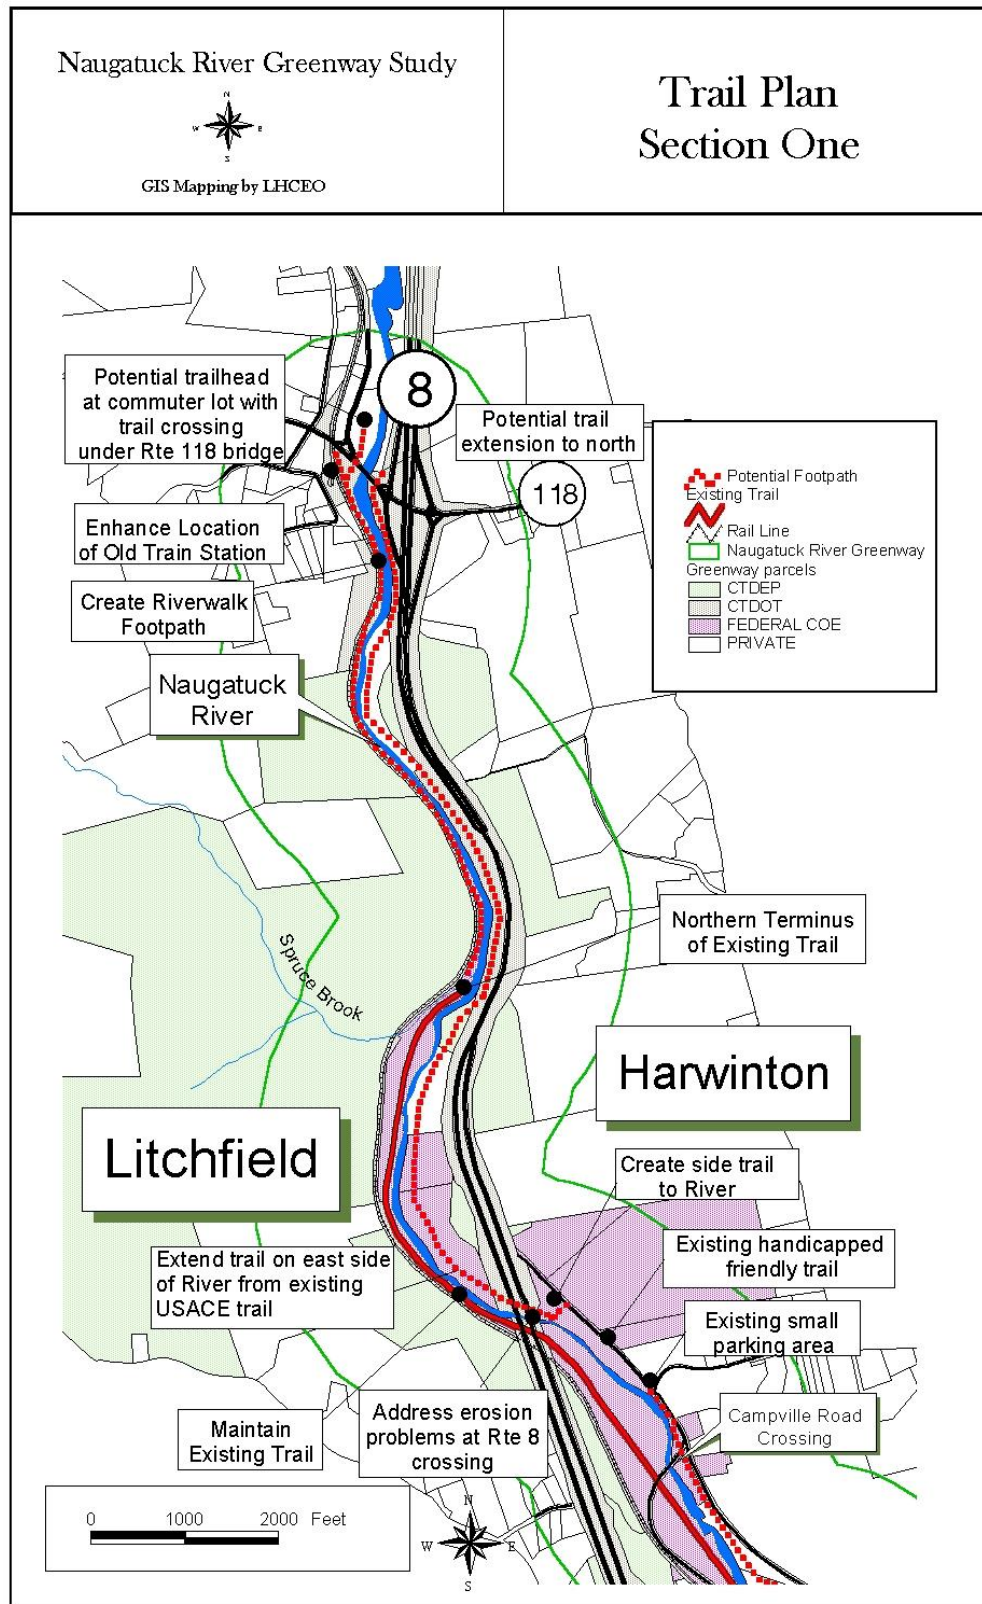 Naugatuck River Greenway Study
N
W E
S
GIS Mapping by LHCEO
Trail Plan
Section One
Potential trailhead
at commuter lot with
trail crossing
under Rte 118 bridge
8
Potential trail
extension to north
118
Enhance Location
of Old Train Station
Create Riverwalk
Footpath
Naugatuck
River
Potential Footpath
Existing Trail
Rail Line
Naugatuck River Greenway
Greenway parcels
CTDEP
CTDOT
FEDERAL COE
PRIVATE
Northern Terminus
of Existing Trail
Spruce Brook
Harwinton
Litchfield
Create side trail
to River
Existing handicapped
friendly trail
Extend trail on east side
of River from existing
USACE trail
Existing small
parking area
Maintain
Existing Trail
Address erosion
problems at Rte 8
crossing
Campville Road
Crossing
0 1000 2000 Feet
N
W E
S